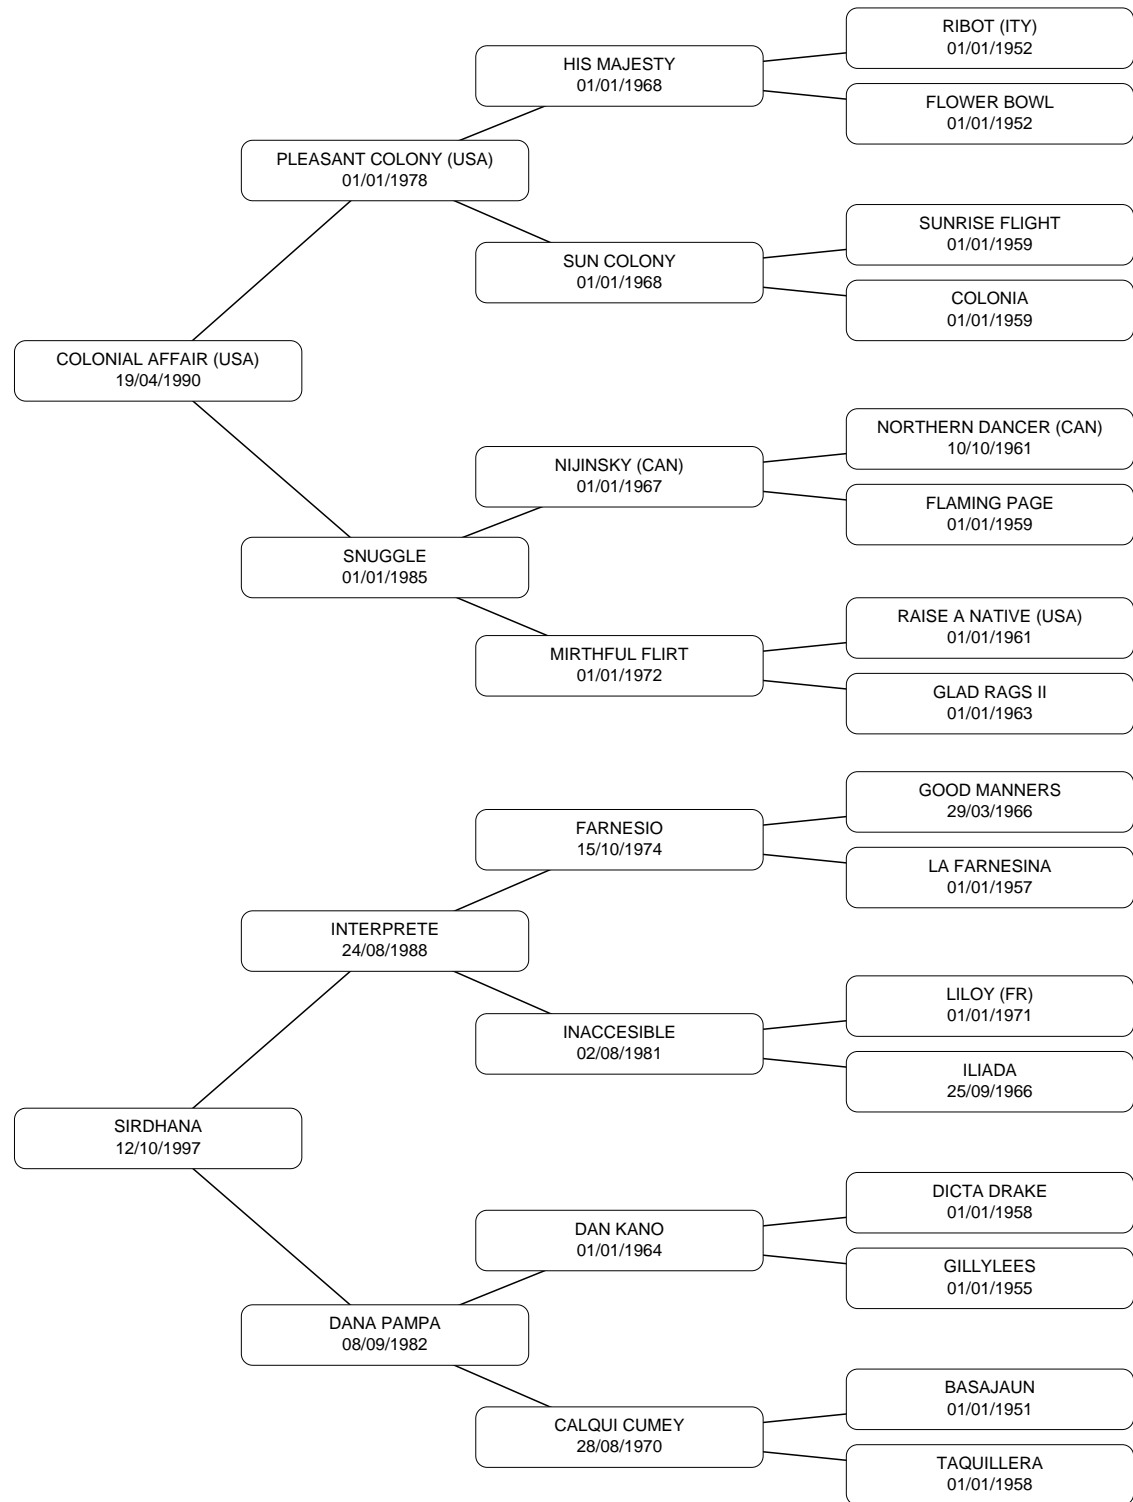 RIBOT (ITY)
01/01/1952
HIS MAJESTY
01/01/1968
FLOWER BOWL
01/01/1952
PLEASANT COLONY (USA)
01/01/1978
SUNRISE FLIGHT
01/01/1959
SUN COLONY
01/01/1968
COLONIA
01/01/1959
COLONIAL AFFAIR (USA)
19/04/1990
NORTHERN DANCER (CAN)
10/10/1961
NIJINSKY (CAN)
01/01/1967
FLAMING PAGE
01/01/1959
SNUGGLE
01/01/1985
RAISE A NATIVE (USA)
01/01/1961
MIRTHFUL FLIRT
01/01/1972
GLAD RAGS II
01/01/1963
GOOD MANNERS
29/03/1966
FARNESIO
15/10/1974
LA FARNESINA
01/01/1957
INTERPRETE
24/08/1988
LILOY (FR)
01/01/1971
INACCESIBLE
02/08/1981
ILIADA
25/09/1966
SIRDHANA
12/10/1997
DICTA DRAKE
01/01/1958
DAN KANO
01/01/1964
GILLYLEES
01/01/1955
DANA PAMPA
08/09/1982
BASAJAUN
01/01/1951
CALQUI CUMEY
28/08/1970
TAQUILLERA
01/01/1958